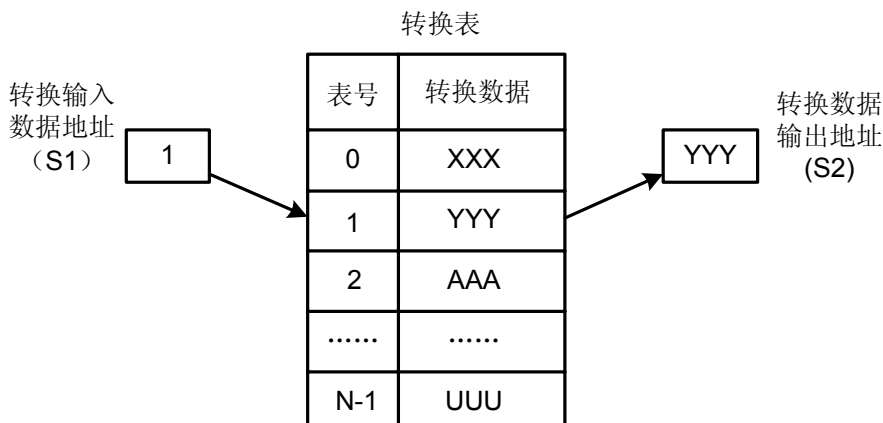 转换表
转换输入
数据地址
（S1）
1
表号 转换数据
0 XXX
1 YYY
2 AAA
…… ……
N-1 UUU
YYY
转换数据
输出地址
(S2)